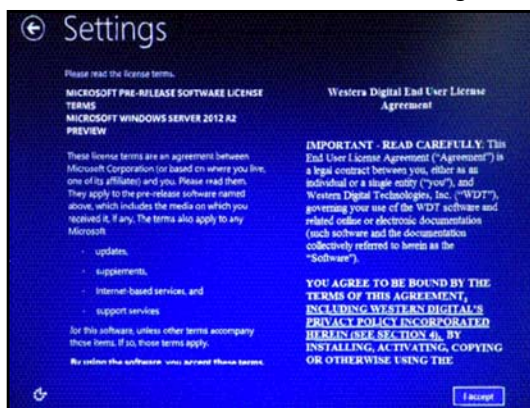 Settings
Please read the license terms.
MICROSOFT PRE-RELEASE SOFTWARE LICENSE
TERMS
MICROSOFT WINDOWS SERVER 2012 R2
PREVIEW
These license terms are an agreement between
Microsoft Corporation (or based on where you live,
one of its affiliates) and you. Please read them.
They apply to the pre-release software named
above, which includes the media on which you
received it, if any. The terms also apply to any
Microsoft
· updates,
· supplements,
· Internet-based services, and
· support services
for this software, unless other terms accompany
those items. If so, those terms apply.
By using the software, you accept these terms.
Western Digital End User License
Agreement
IMPORTANT - READ CAREFULLY: This
End User License Agreement ("Agreement") is
a legal contract between you, either as an
individual or a single entity ("you"), and
Western Digital Technologies, Inc. ("WDT"),
governing your use of the WDT software and
related online or electronic documentation
(such software and the documentation
collectively referred to herein as the
"Software").
YOU AGREE TO BE BOUND BY THE
TERMS OF THIS AGREEMENT,
INCLUDING WESTERN DIGITAL'S
PRIVACY POLICY INCORPORATED
HEREIN (SEE SECTION 4), BY
INSTALLING, ACTIVATING, COPYING
OR OTHERWISE USING THE
I accept